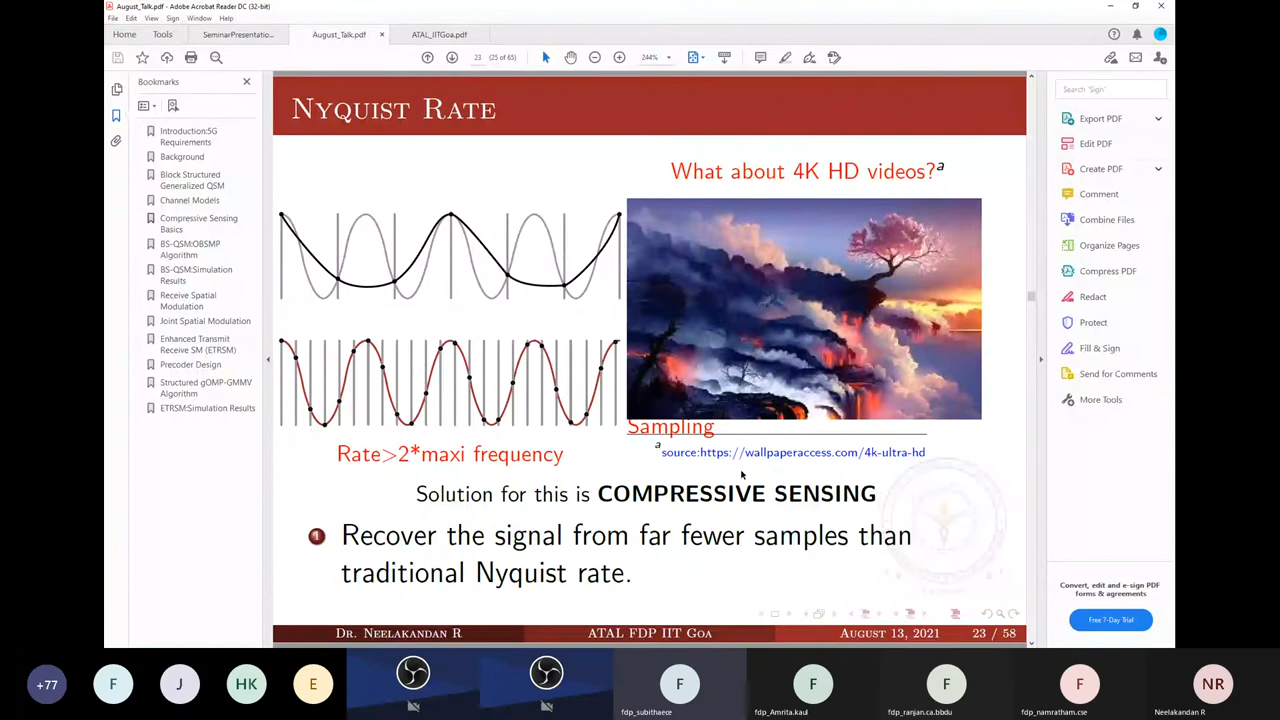 August_Talk.pdf - Adobe Acrobat Reader DC (32-bit)
File Edit View Sign Window Help
Home Tools SeminarPresentatio... August_Talk.pdf × ATAL_IITGoa.pdf
23 (25 of 65) 244%
Bookmarks
Introduction:5G
Requirements
Background
Block Structured
Generalized QSM
Channel Models
Compressive Sensing
Basics
BS-QSM:OBSMP
Algorithm
BS-QSM:Simulation
Results
Receive Spatial
Modulation
Joint Spatial Modulation
Enhanced Transmit
Receive SM (ETRSM)
Precoder Design
Structured gOMP-GMMV
Algorithm
ETRSM:Simulation Results
Nyquist Rate
What about 4K HD videos?a
Sampling
Rate>2*maxi frequency
a source:https://wallpaperaccess.com/4k-ultra-hd
Solution for this is COMPRESSIVE SENSING
1 Recover the signal from far fewer samples than
traditional Nyquist rate.
Dr. Neelakandan R ATAL FDP IIT Goa August 13, 2021 23 / 58
Search 'Sign'
Export PDF
Edit PDF
Create PDF
Comment
Combine Files
Organize Pages
Compress PDF
Redact
Protect
Fill & Sign
Send for Comments
More Tools
Convert, edit and e-sign PDF
forms & agreements
Free 7-Day Trial
+77 F J HK E F F F F NR
fdp_subithaece fdp_Amrita.kaul fdp_ranjan.ca.bbdu fdp_namratham.cse Neelakandan R